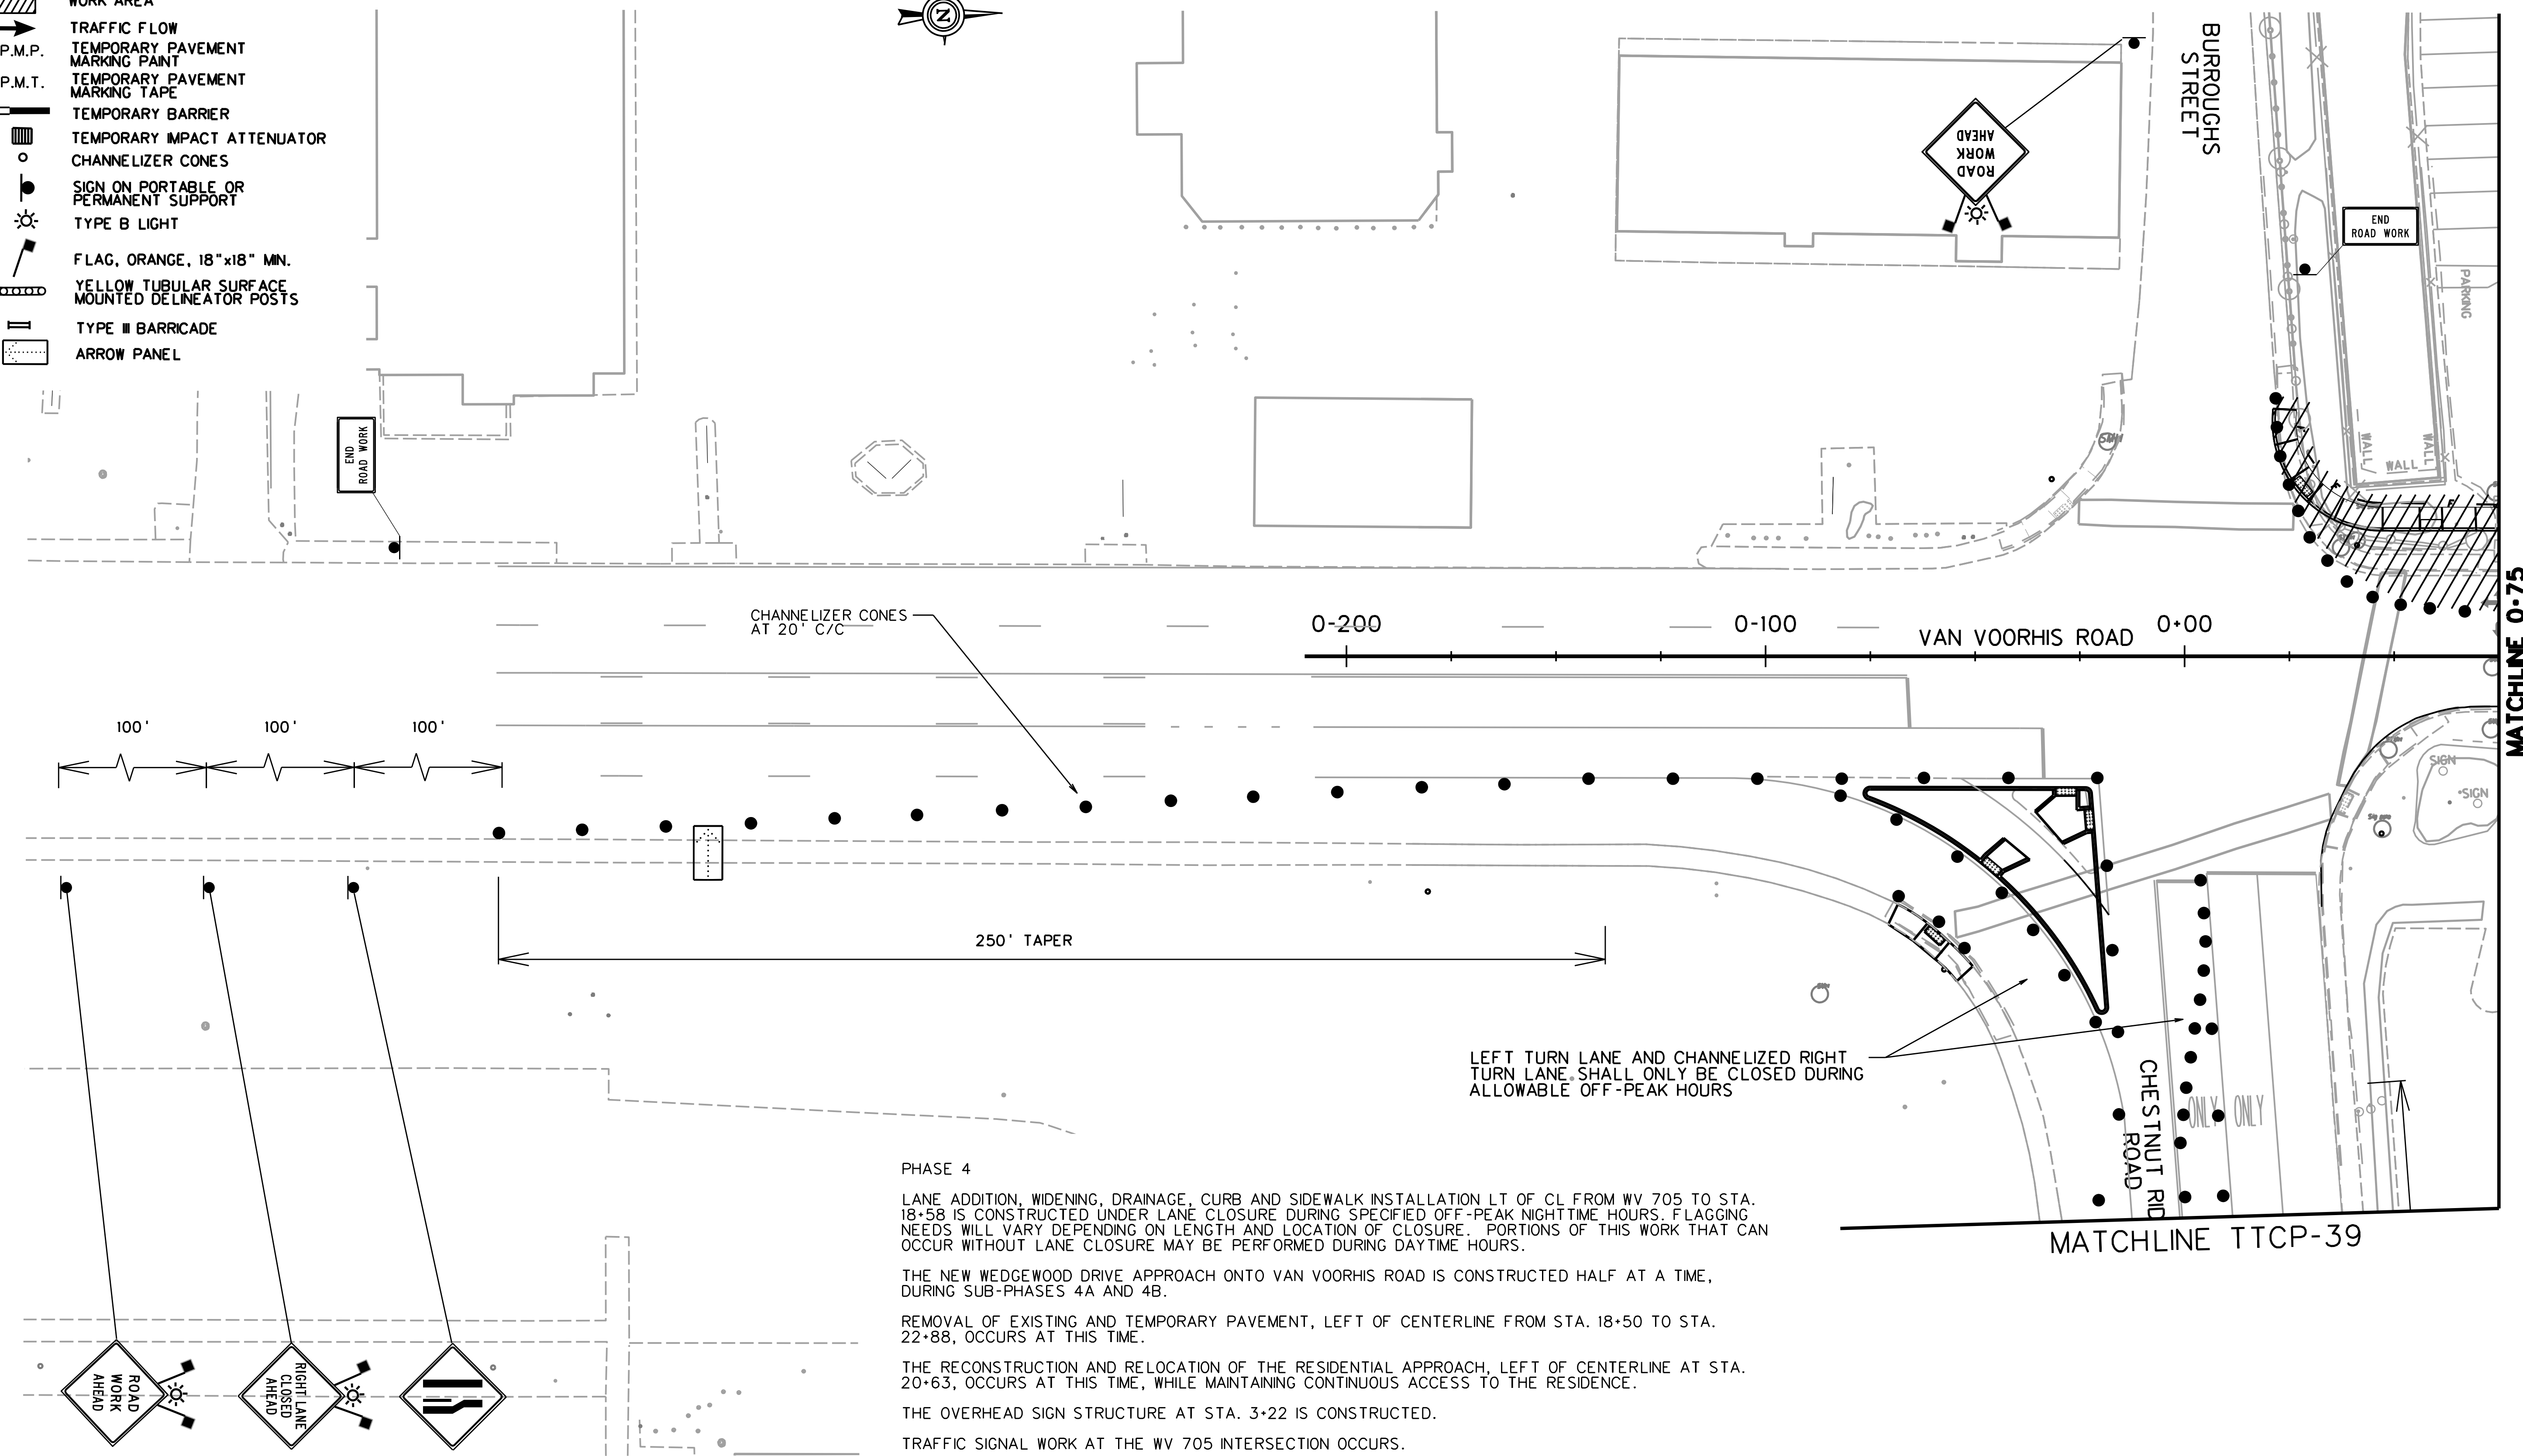 WORK AREA
TRAFFIC FLOW
P.M.P.
TEMPORARY PAVEMENT
MARKING PAINT
P.M.T.
TEMPORARY PAVEMENT
MARKING TAPE
TEMPORARY BARRIER
TEMPORARY IMPACT ATTENUATOR
CHANNELIZER CONES
SIGN ON PORTABLE OR
PERMANENT SUPPORT
TYPE B LIGHT
FLAG, ORANGE, 18"x18" MIN.
YELLOW TUBULAR SURFACE
MOUNTED DELINEATOR POSTS
TYPE III BARRICADE
ARROW PANEL
N
ROAD
WORK
AHEAD
BURROUGHS
STREET
END
ROAD WORK
PARKING
END
ROAD WORK
WALL
WALL
WALL
CHANNELIZER CONES
AT 20' C/C
0-200
0-100
0+00
VAN VOORHIS ROAD
MATCHLINE 0+75
100'
100'
100'
SIGN
SIGN
250' TAPER
LEFT TURN LANE AND CHANNELIZED RIGHT
TURN LANE SHALL ONLY BE CLOSED DURING
ALLOWABLE OFF-PEAK HOURS
CHESTNUT RID
ROAD
ONLY
ONLY
MATCHLINE TTCP-39
PHASE 4
LANE ADDITION, WIDENING, DRAINAGE, CURB AND SIDEWALK INSTALLATION LT OF CL FROM WV 705 TO STA.
18+58 IS CONSTRUCTED UNDER LANE CLOSURE DURING SPECIFIED OFF-PEAK NIGHTTIME HOURS. FLAGGING
NEEDS WILL VARY DEPENDING ON LENGTH AND LOCATION OF CLOSURE. PORTIONS OF THIS WORK THAT CAN
OCCUR WITHOUT LANE CLOSURE MAY BE PERFORMED DURING DAYTIME HOURS.
THE NEW WEDGEWOOD DRIVE APPROACH ONTO VAN VOORHIS ROAD IS CONSTRUCTED HALF AT A TIME,
DURING SUB-PHASES 4A AND 4B.
REMOVAL OF EXISTING AND TEMPORARY PAVEMENT, LEFT OF CENTERLINE FROM STA. 18+50 TO STA.
22+88, OCCURS AT THIS TIME.
THE RECONSTRUCTION AND RELOCATION OF THE RESIDENTIAL APPROACH, LEFT OF CENTERLINE AT STA.
20+63, OCCURS AT THIS TIME, WHILE MAINTAINING CONTINUOUS ACCESS TO THE RESIDENCE.
THE OVERHEAD SIGN STRUCTURE AT STA. 3+22 IS CONSTRUCTED.
TRAFFIC SIGNAL WORK AT THE WV 705 INTERSECTION OCCURS.
ROAD
WORK
AHEAD
RIGHT LANE
CLOSED
AHEAD